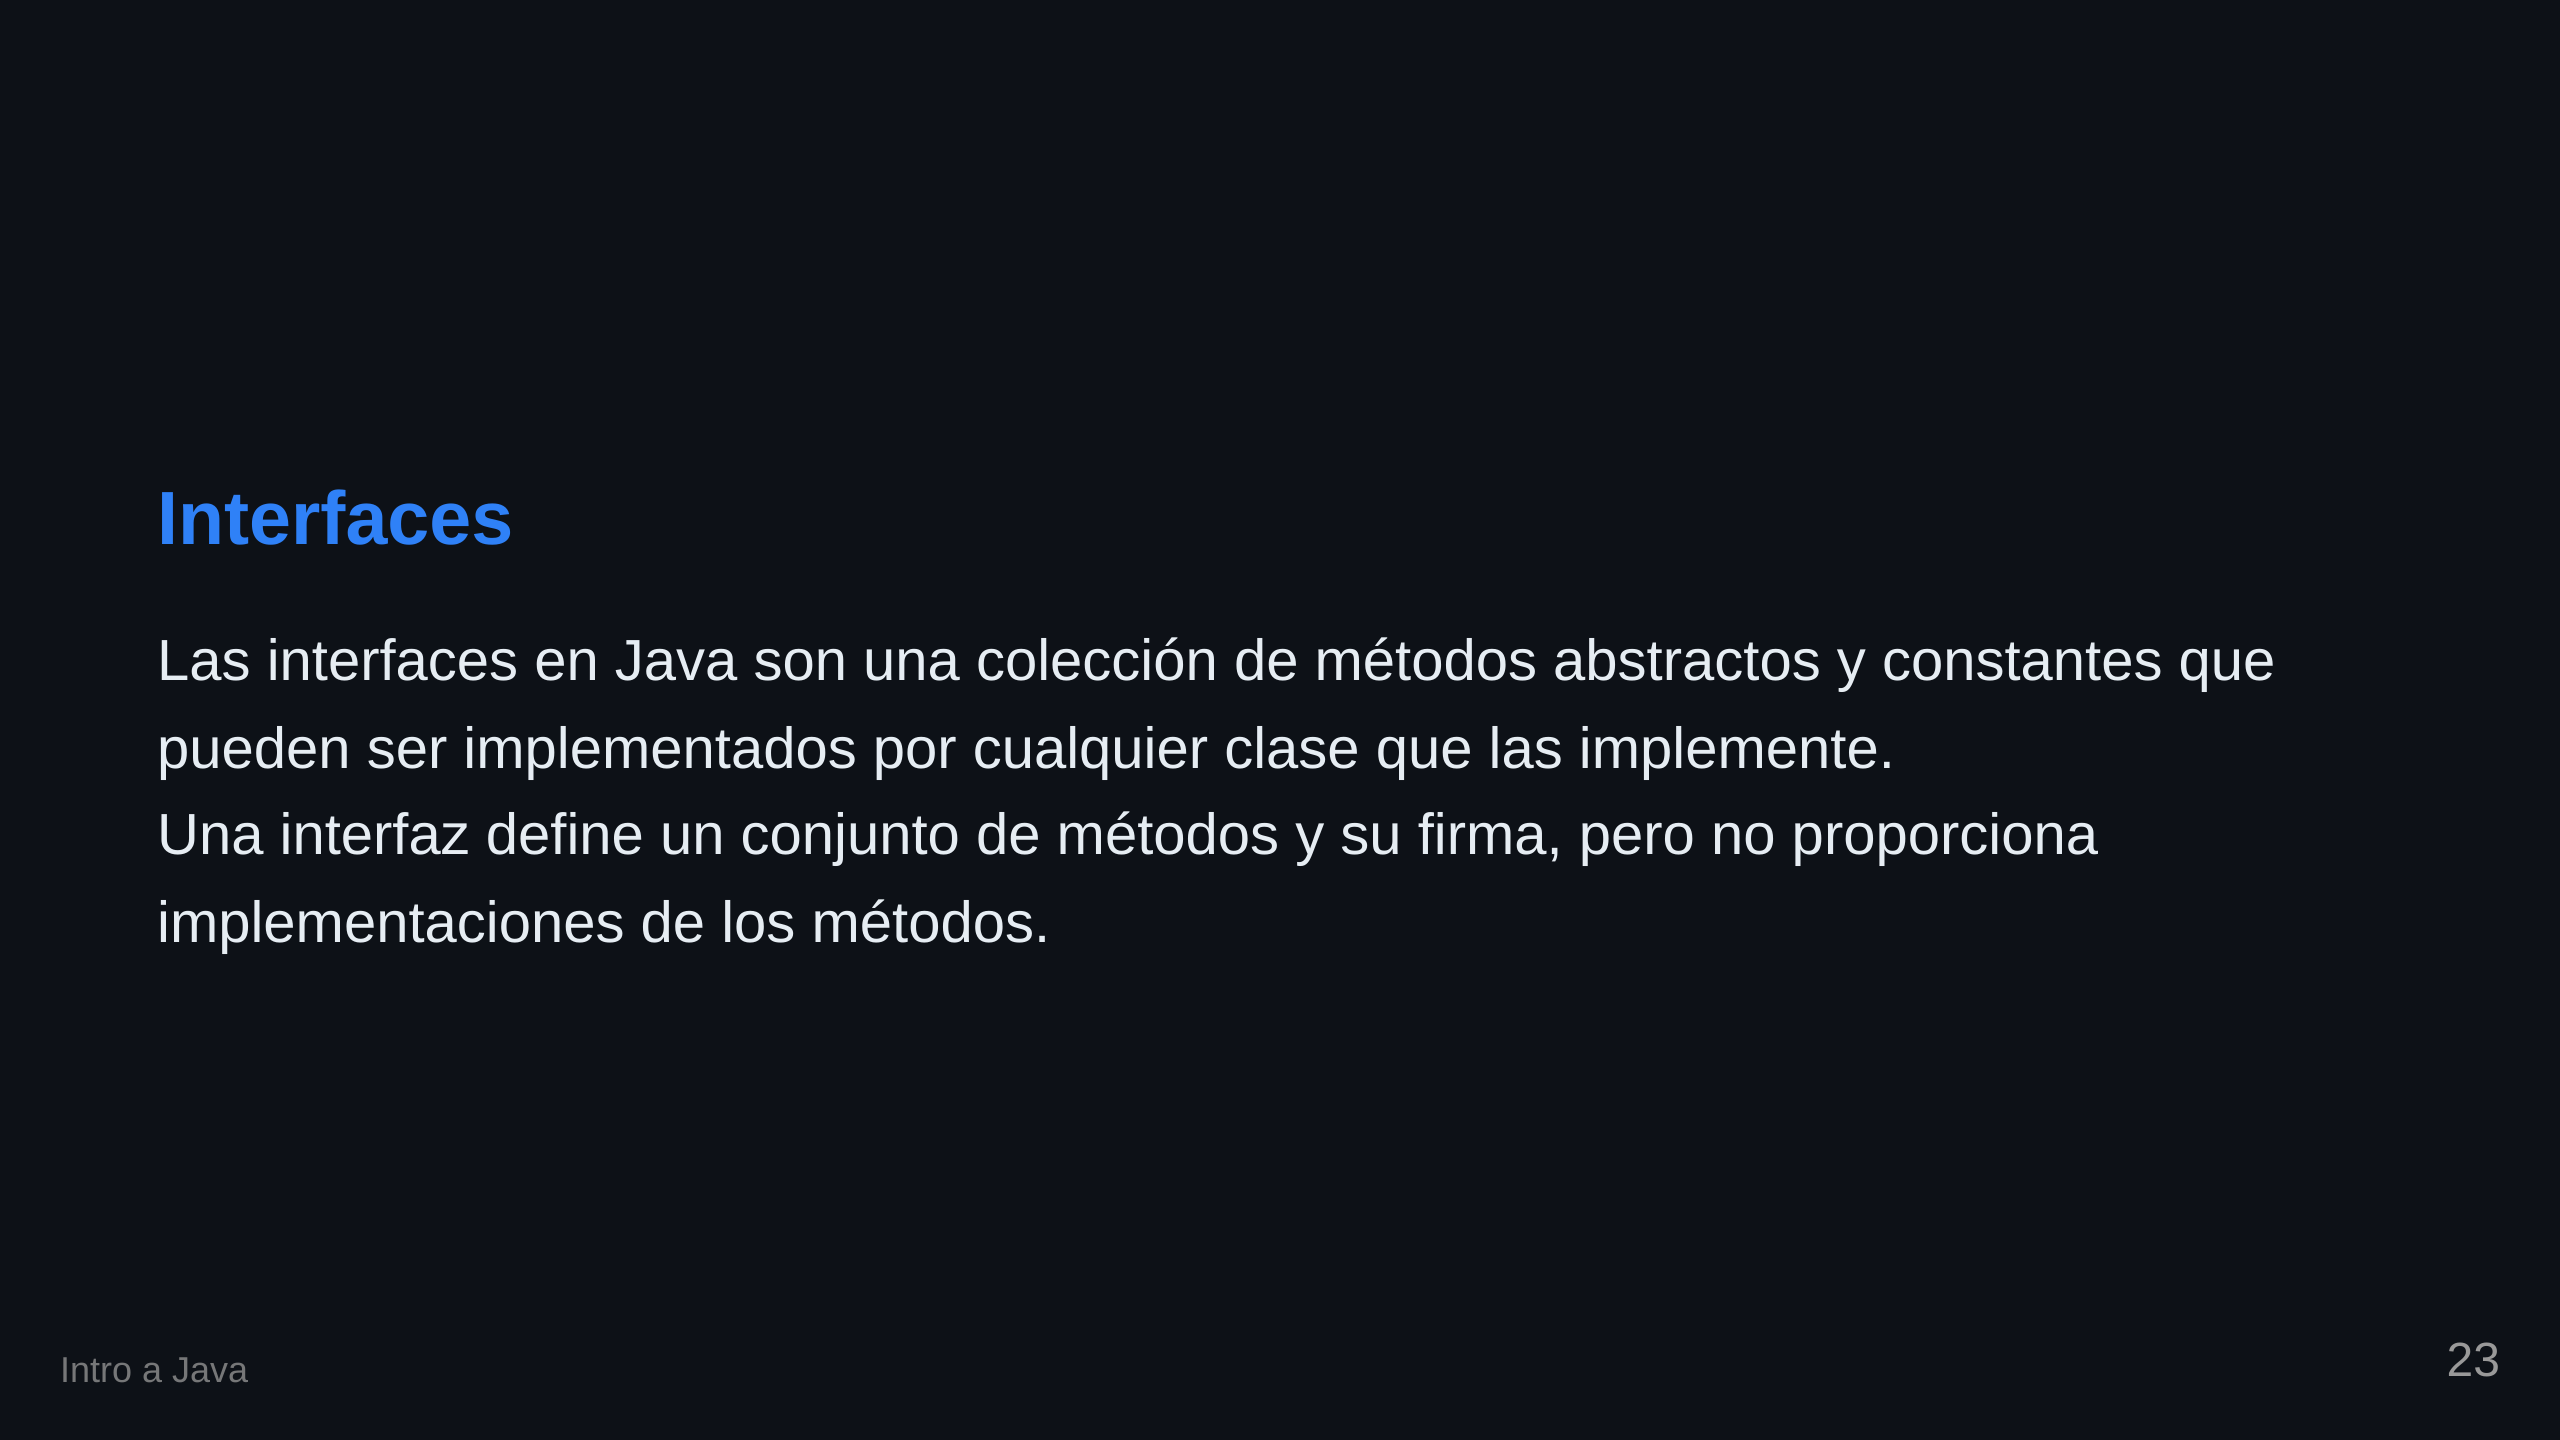 Interfaces
Las interfaces en Java son una colección de métodos abstractos y constantes que
pueden ser implementados por cualquier clase que las implemente.
Una interfaz define un conjunto de métodos y su firma, pero no proporciona
implementaciones de los métodos.
Intro a Java
23